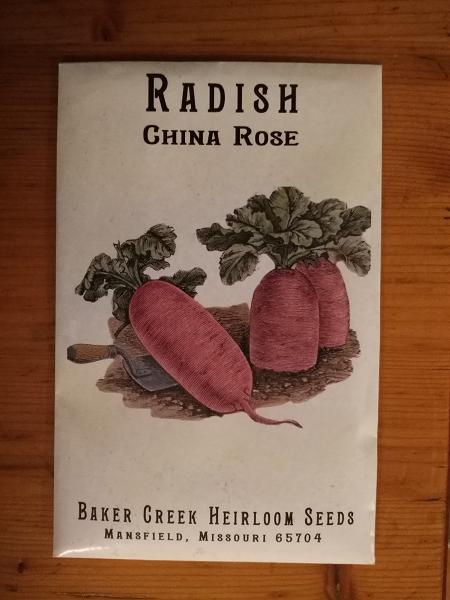 Radish
China Rose
Baker Creek Heirloom Seeds
Mansfield, Missouri 65704